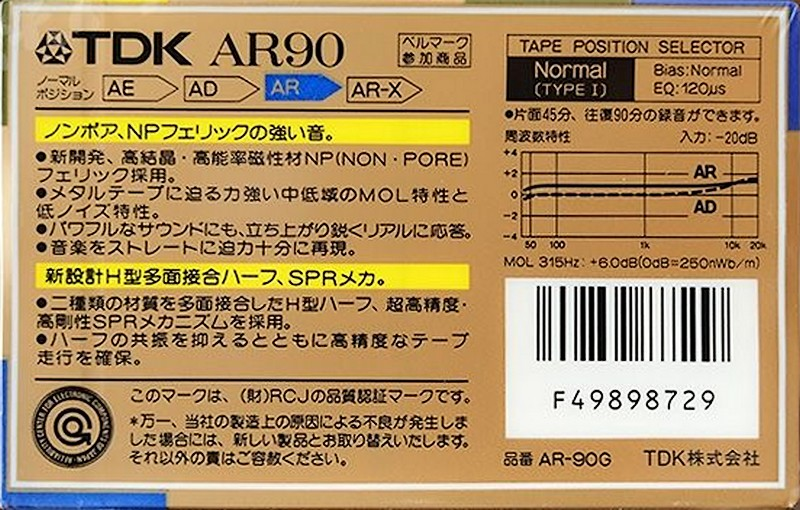 TDK AR90
ベルマーク
参加商品
ノーマル
ポジション
AE AD AR AR-X
ノンポア、NPフェリックの強い音。
●新開発、高結晶・高能率磁性材NP(NON・PORE)
フェリック採用。
●メタルテープに迫る力強い中低域のMOL特性と
低ノイズ特性。
●パワフルなサウンドにも、立ち上がり鋭くリアルに応答。
●音楽をストレートに迫力十分に再現。
新設計H型多面接合ハーフ、SPRメカ。
●二種類の材質を多面接合したH型ハーフ、超高精度・
高剛性SPRメカニズムを採用。
●ハーフの共振を抑えるとともに高精度なテープ
走行を確保。
このマークは、(財)RCJの品質認証マークです。
*万一、当社の製造上の原因による不良が発生しま
した場合には、新しい製品とお取り替えいたします。
それ以外の責はご容赦ください。
TAPE POSITION SELECTOR
Normal
(TYPE I)
Bias:Normal
EQ:120μs
●片面45分、往復90分の録音ができます。
周波数特性 入力:-20dB
+4
+2
0
-2
-4
AR
AD
50 100 1k 10k 20k
MOL 315Hz:+6.0dB(0dB=250nWb/m)
F49898729
品番 AR-90G TDK株式会社